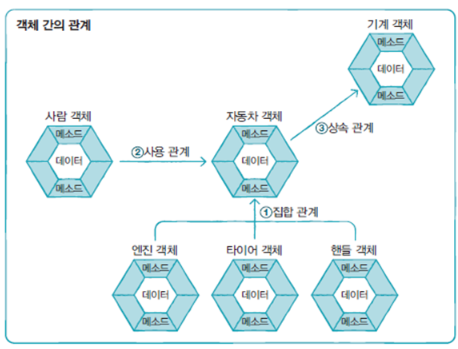 객체 간의 관계
기계 객체
메소드
데이터
메소드
사람 객체
메소드
데이터
메소드
②사용 관계
자동차 객체
메소드
데이터
메소드
③상속 관계
①집합 관계
엔진 객체
메소드
데이터
메소드
타이어 객체
메소드
데이터
메소드
핸들 객체
메소드
데이터
메소드